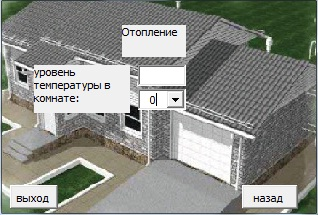 Отопление
уровень
температуры в
комнате:
0
выход
назад